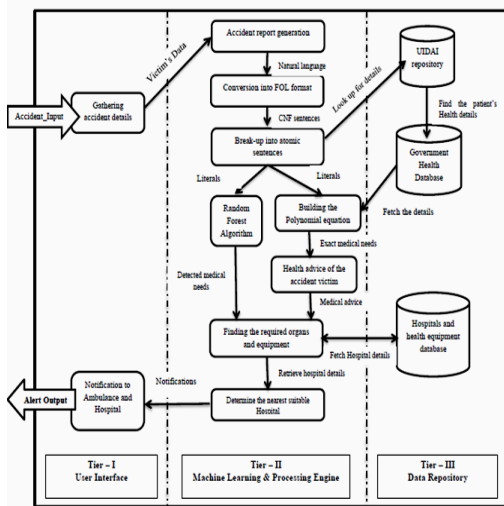 Accident report generation
Victim's Data
Natural language
UIDAI
repository
Look up for details
Accident_Input
Gathering
accident details
Conversion into FOL format
CNF sentences
Find the patient's
Health details
Break-up into atomic
sentences
Government
Health
Database
Literals
Literals
Random
Forest
Algorithm
Building the
Polynomial equation
Fetch the details
Exact medical needs
Detected medical
needs
Health advice of the
accident victim
Medical advice
Finding the required organs
and equipment
Hospitals and
health equipment
database
Fetch Hospital details
Retrieve hospital details
Alert Output
Notification to
Ambulance and
Hospital
Notifications
Determine the nearest suitable
Hospital
Tier – I
User Interface
Tier – II
Machine Learning & Processing Engine
Tier – III
Data Repository